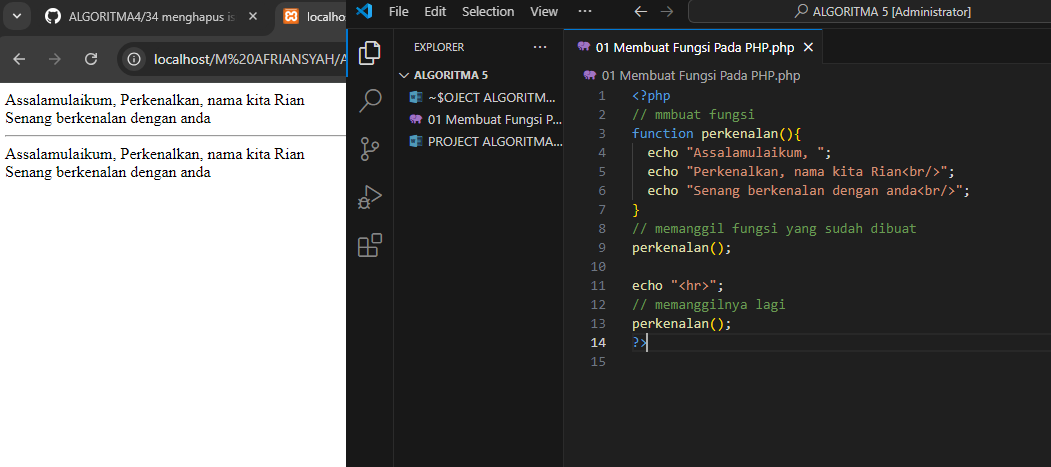 ALGORITMA4/34 menghapus is
localhos
localhost/M%20AFRIANSYAH/A
Assalamulaikum, Perkenalkan, nama kita Rian
Senang berkenalan dengan anda
Assalamulaikum, Perkenalkan, nama kita Rian
Senang berkenalan dengan anda
File Edit Selection View ···
ALGORITMA 5 [Administrator]
EXPLORER ···
ALGORITMA 5
~$OJECT ALGORITM...
01 Membuat Fungsi P...
PROJECT ALGORITMA...
01 Membuat Fungsi Pada PHP.php
01 Membuat Fungsi Pada PHP.php
1 <?php
2 // mmbuat fungsi
3 function perkenalan(){
4 echo "Assalamulaikum, ";
5 echo "Perkenalkan, nama kita Rian<br/>";
6 echo "Senang berkenalan dengan anda<br/>";
7 }
8 // memanggil fungsi yang sudah dibuat
9 perkenalan();
10
11 echo "<hr>";
12 // memanggilnya lagi
13 perkenalan();
14 ?>
15